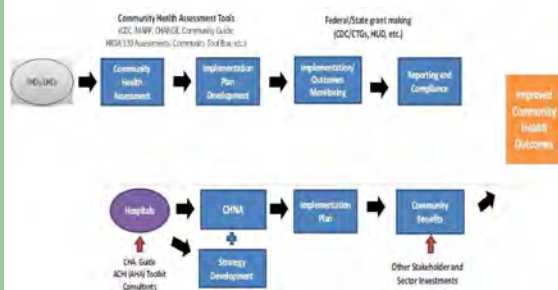 Community Health Assessment Tools
(CDC, MAPP, CHANGE, Community Guide,
HRSA 330 Assessments, Community Tool Box, etc.)
Federal/State grant making
(CDC/CTGs, HUD, etc.)
Community
Health
Assessment
Implementation
Plan
Development
Implementation/
Outcomes
Monitoring
Reporting and
Compliance
Improved
Community
Health
Outcomes
Hospitals
CHNA
Implementation
Plan
Community
Benefits
Strategy
Development
CHA Guide
ACHI (AHA) Toolkit
Consultants
Other Stakeholder and
Sector Investments